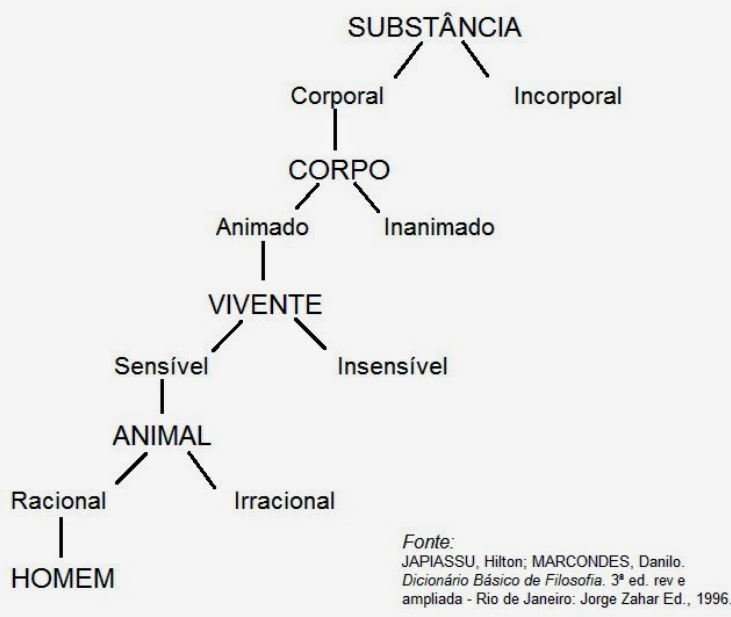 SUBSTÂNCIA
Corporal Incorporal
CORPO
Animado Inanimado
VIVENTE
Sensível Insensível
ANIMAL
Racional Irracional
HOMEM
Fonte:
JAPIASSU, Hilton; MARCONDES, Danilo.
Dicionário Básico de Filosofia. 3ª ed. rev e
ampliada - Rio de Janeiro: Jorge Zahar Ed., 1996.